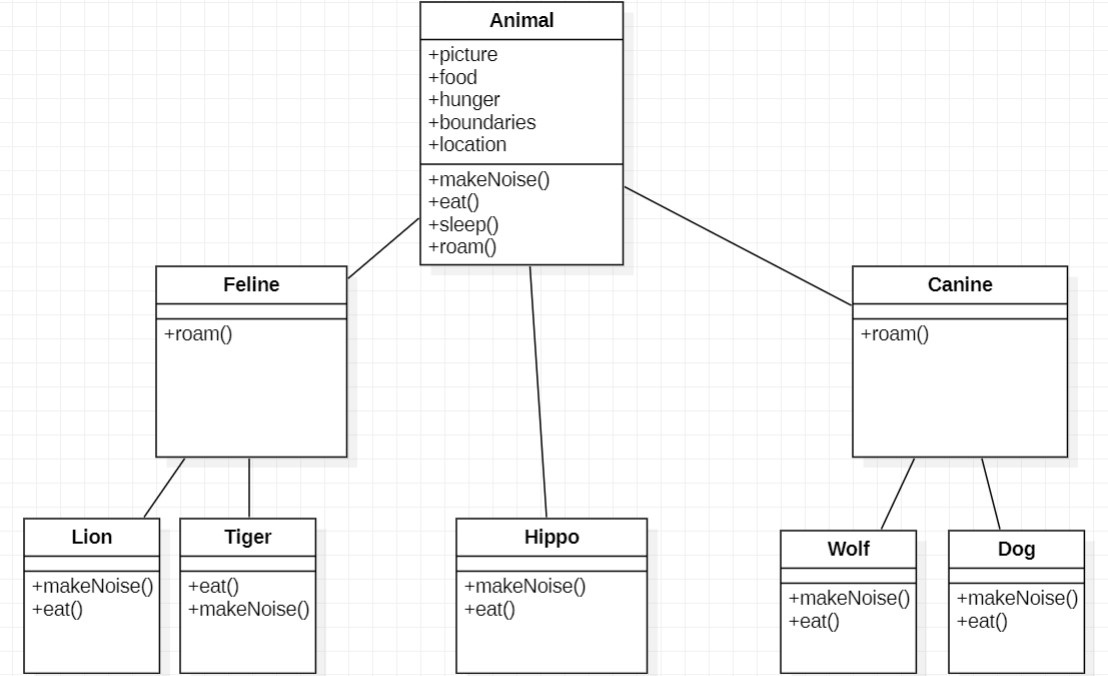 Animal
+picture
+food
+hunger
+boundaries
+location
+makeNoise()
+eat()
+sleep()
+roam()
Feline
+roam()
Canine
+roam()
Lion
+makeNoise()
+eat()
Tiger
+eat()
+makeNoise()
Hippo
+makeNoise()
+eat()
Wolf
+makeNoise()
+eat()
Dog
+makeNoise()
+eat()